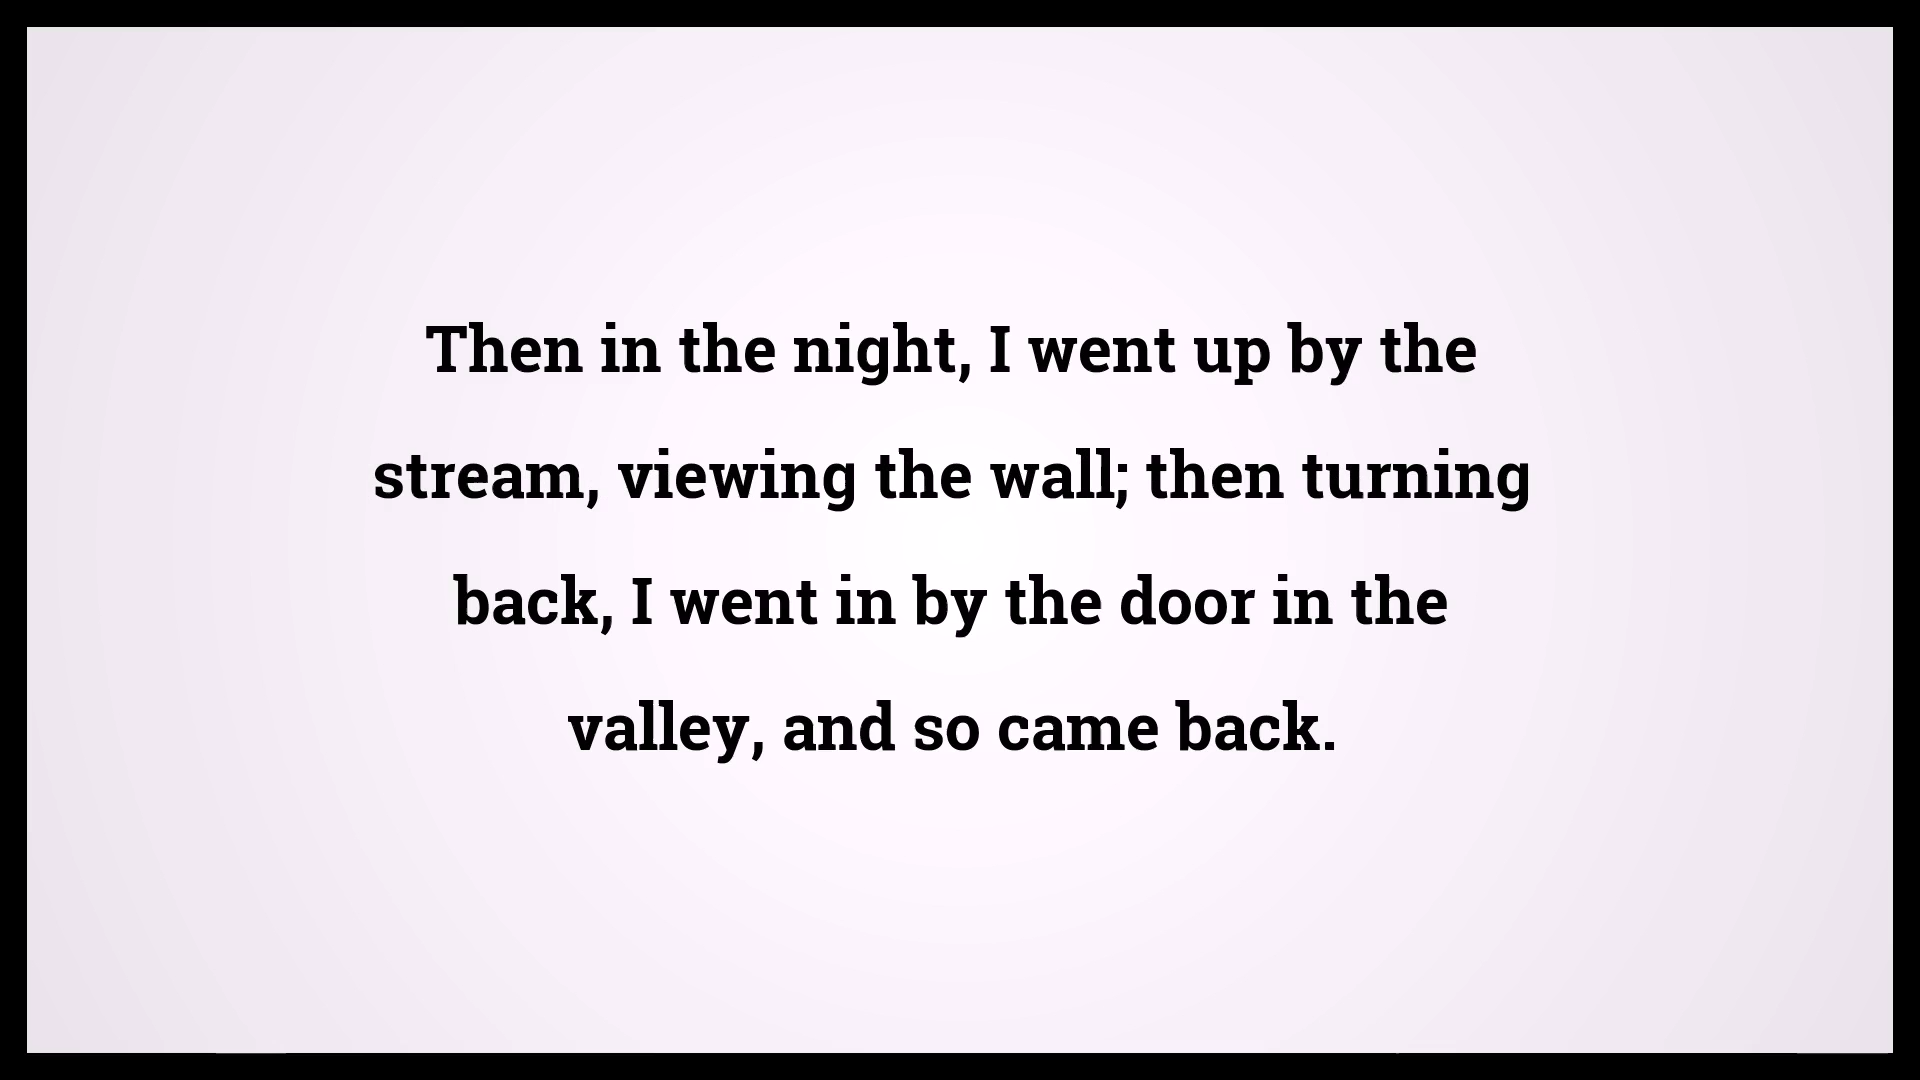 Then in the night, I went up by the
stream, viewing the wall; then turning
back, I went in by the door in the
valley, and so came back.